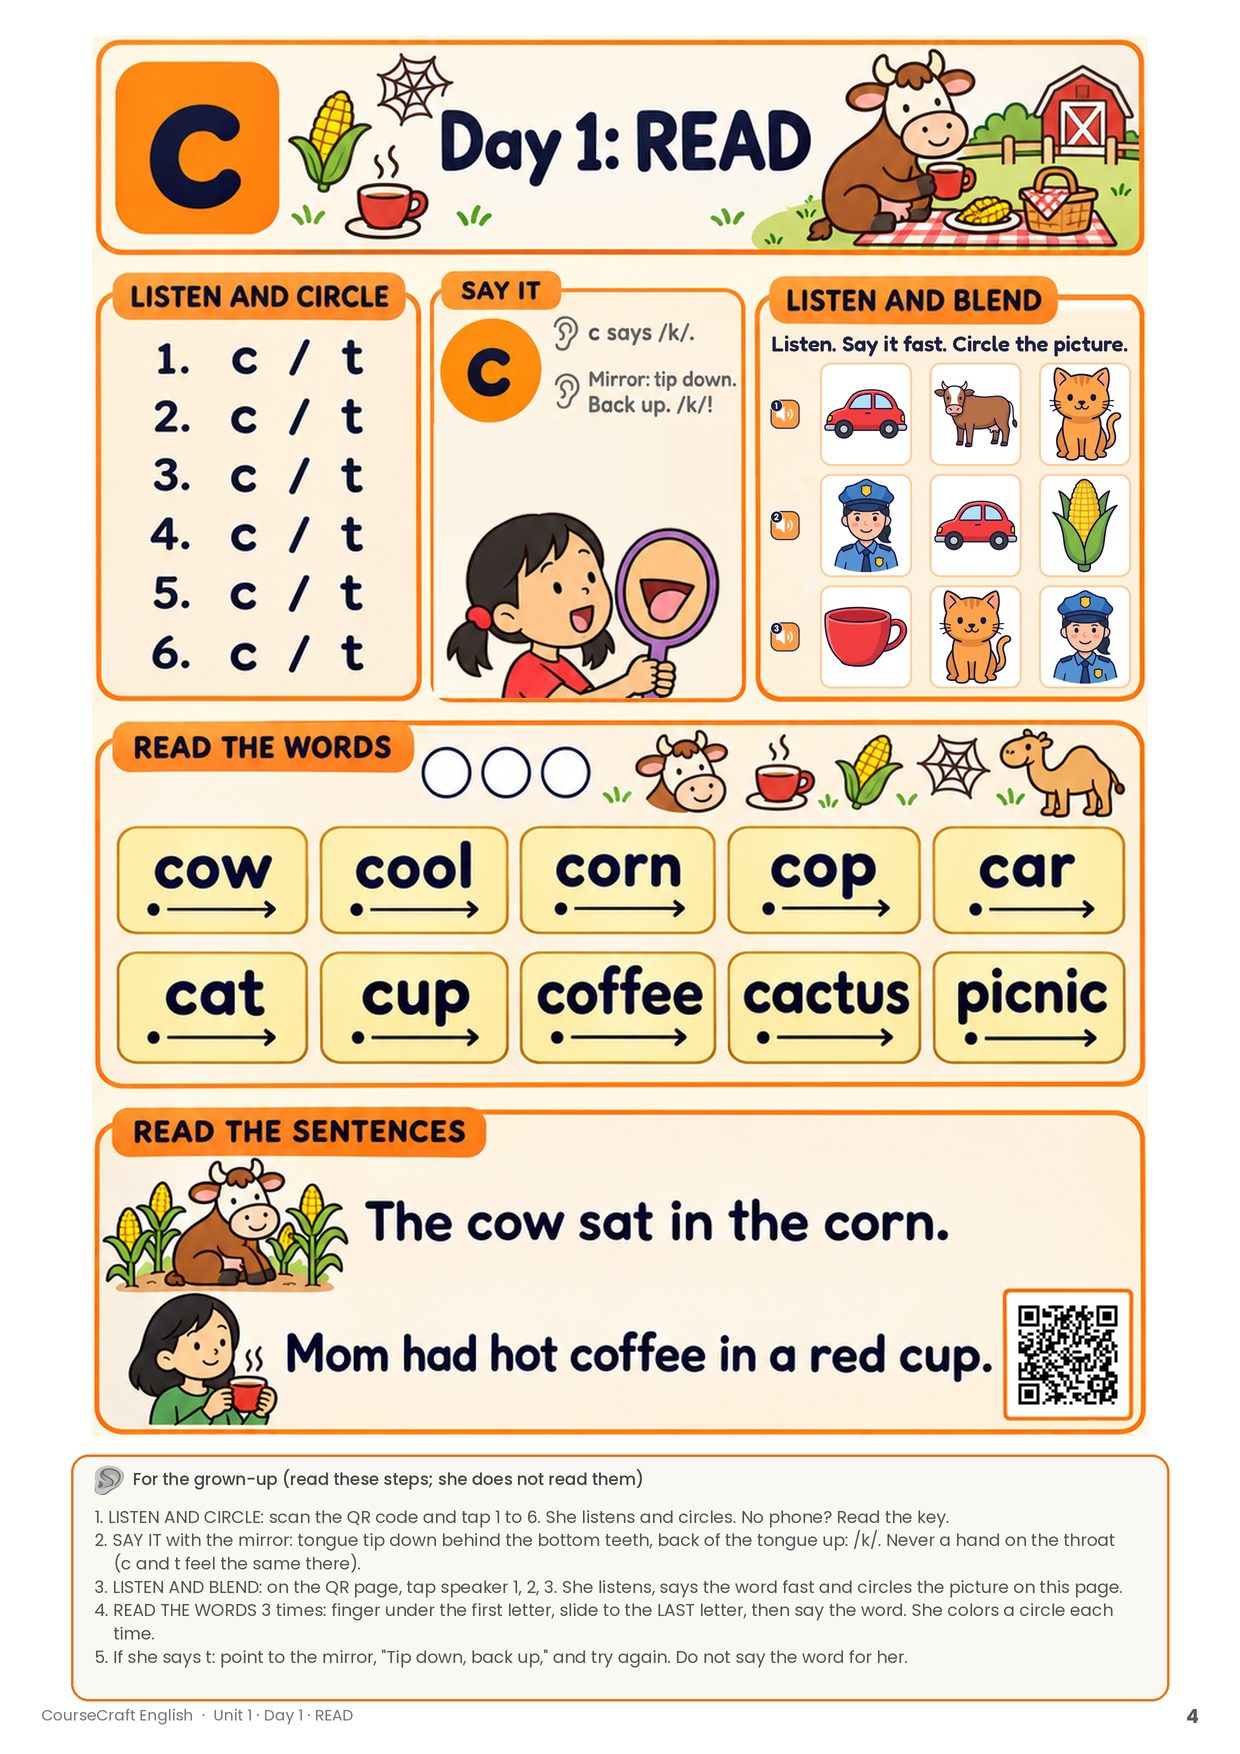 c
Day 1: READ
LISTEN AND CIRCLE
1. c / t
2. c / t
3. c / t
4. c / t
5. c / t
6. c / t
SAY IT
c
c says /k/.
Mirror: tip down.
Back up. /k/!
LISTEN AND BLEND
Listen. Say it fast. Circle the picture.
1
2
3
READ THE WORDS
cow cool corn cop car
cat cup coffee cactus picnic
READ THE SENTENCES
The cow sat in the corn.
Mom had hot coffee in a red cup.
For the grown-up (read these steps; she does not read them)
1. LISTEN AND CIRCLE: scan the QR code and tap 1 to 6. She listens and circles. No phone? Read the key.
2. SAY IT with the mirror: tongue tip down behind the bottom teeth, back of the tongue up: /k/. Never a hand on the throat
(c and t feel the same there).
3. LISTEN AND BLEND: on the QR page, tap speaker 1, 2, 3. She listens, says the word fast and circles the picture on this page.
4. READ THE WORDS 3 times: finger under the first letter, slide to the LAST letter, then say the word. She colors a circle each
time.
5. If she says t: point to the mirror, "Tip down, back up," and try again. Do not say the word for her.
CourseCraft English · Unit 1 · Day 1 · READ
4